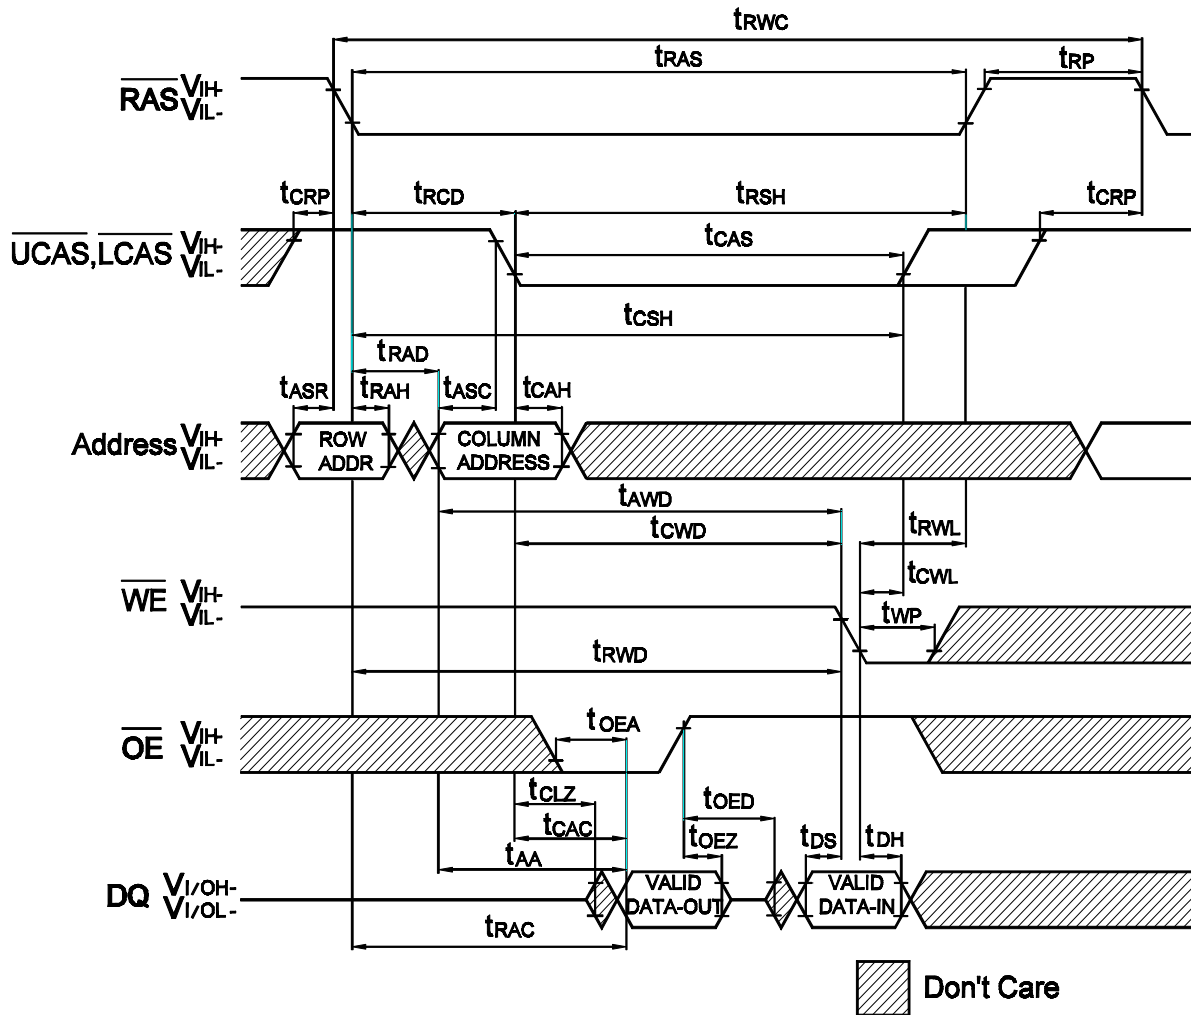 tRWC
tRAS
tRP
RAS VIH-
VIL-
tCRP
tRCD
tRSH
tCRP
UCAS,LCAS VIH-
VIL-
tCAS
tCSH
tRAD
tASR
tRAH
tASC
tCAH
Address VIH-
VIL-
ROW
ADDR
COLUMN
ADDRESS
tAWD
tCWD
tRWL
tCWL
WE VIH-
VIL-
tWP
tRWD
OE VIH-
VIL-
tOEA
tCLZ
tOED
tCAC
tOEZ
tDS
tDH
tAA
DQ VI/OH-
VI/OL-
VALID
DATA-OUT
VALID
DATA-IN
tRAC
Don't Care